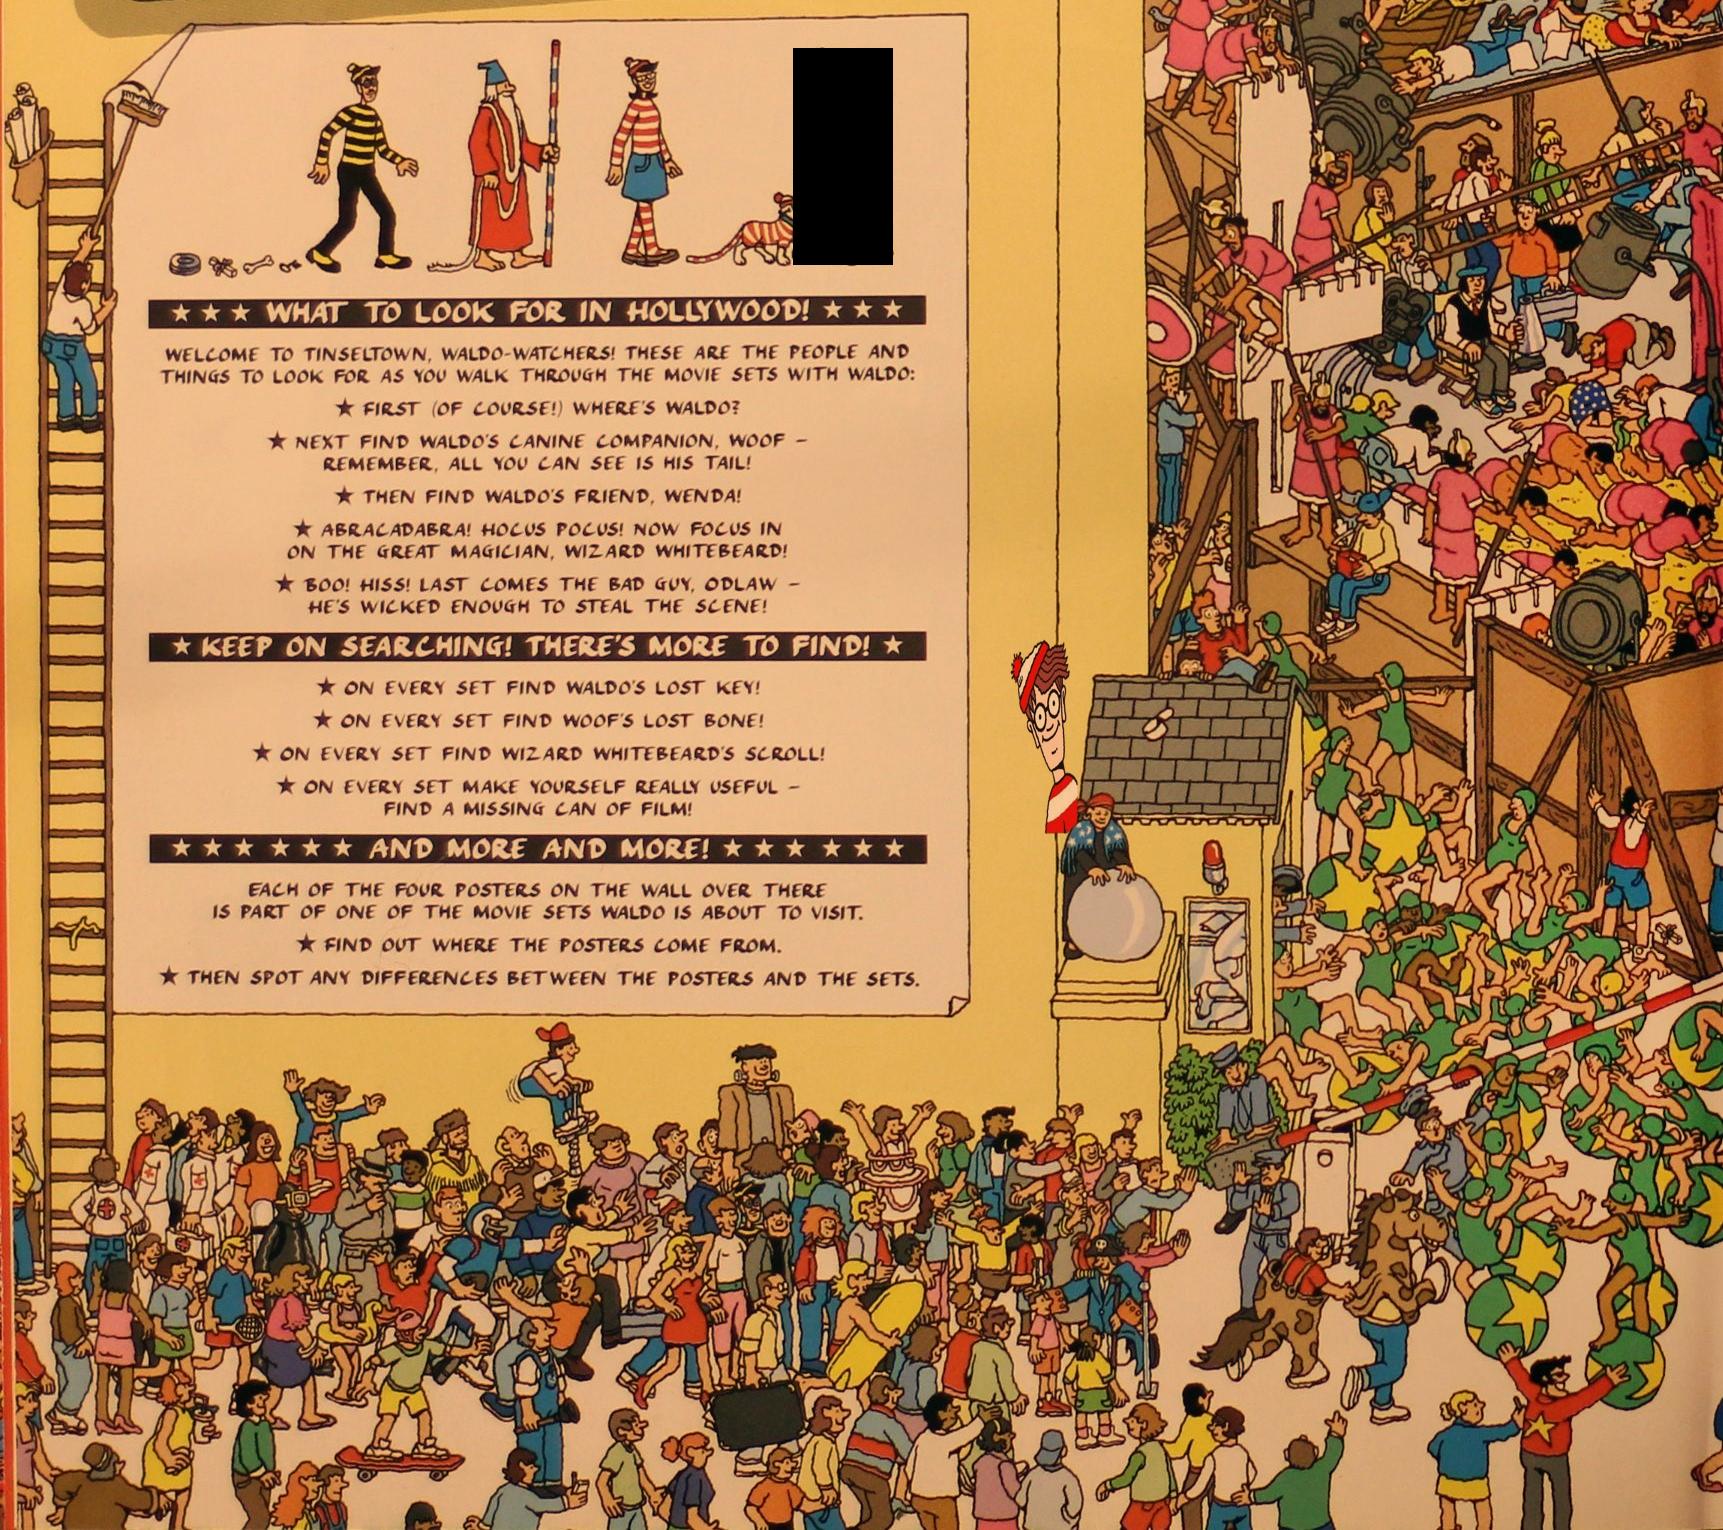 ★ ★ ★ WHAT TO LOOK FOR IN HOLLYWOOD! ★ ★ ★
WELCOME TO TINSELTOWN, WALDO-WATCHERS! THESE ARE THE PEOPLE AND
THINGS TO LOOK FOR AS YOU WALK THROUGH THE MOVIE SETS WITH WALDO:
★ FIRST (OF COURSE!) WHERE'S WALDO?
★ NEXT FIND WALDO'S CANINE COMPANION, WOOF –
REMEMBER, ALL YOU CAN SEE IS HIS TAIL!
★ THEN FIND WALDO'S FRIEND, WENDA!
★ ABRACADABRA! HOCUS POCUS! NOW FOCUS IN
ON THE GREAT MAGICIAN, WIZARD WHITEBEARD!
★ BOO! HISS! LAST COMES THE BAD GUY, ODLAW –
HE'S WICKED ENOUGH TO STEAL THE SCENE!
★ KEEP ON SEARCHING! THERE'S MORE TO FIND! ★
★ ON EVERY SET FIND WALDO'S LOST KEY!
★ ON EVERY SET FIND WOOF'S LOST BONE!
★ ON EVERY SET FIND WIZARD WHITEBEARD'S SCROLL!
★ ON EVERY SET MAKE YOURSELF REALLY USEFUL –
FIND A MISSING CAN OF FILM!
★ ★ ★ ★ ★ ★ AND MORE AND MORE! ★ ★ ★ ★ ★ ★
EACH OF THE FOUR POSTERS ON THE WALL OVER THERE
IS PART OF ONE OF THE MOVIE SETS WALDO IS ABOUT TO VISIT.
★ FIND OUT WHERE THE POSTERS COME FROM.
★ THEN SPOT ANY DIFFERENCES BETWEEN THE POSTERS AND THE SETS.